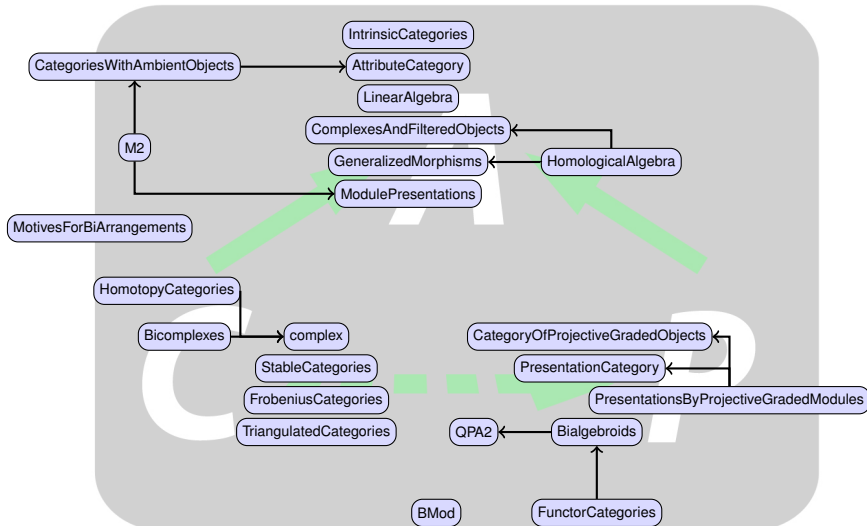 IntrinsicCategories
CategoriesWithAmbientObjects
AttributeCategory
LinearAlgebra
A
ComplexesAndFilteredObjects
M2
GeneralizedMorphisms
HomologicalAlgebra
ModulePresentations
MotivesForBiArrangements
HomotopyCategories
Bicomplexes
complex
CategoryOfProjectiveGradedObjects
StableCategories
PresentationCategory
C
P
FrobeniusCategories
PresentationsByProjectiveGradedModules
TriangulatedCategories
QPA2
Bialgebroids
BMod
FunctorCategories